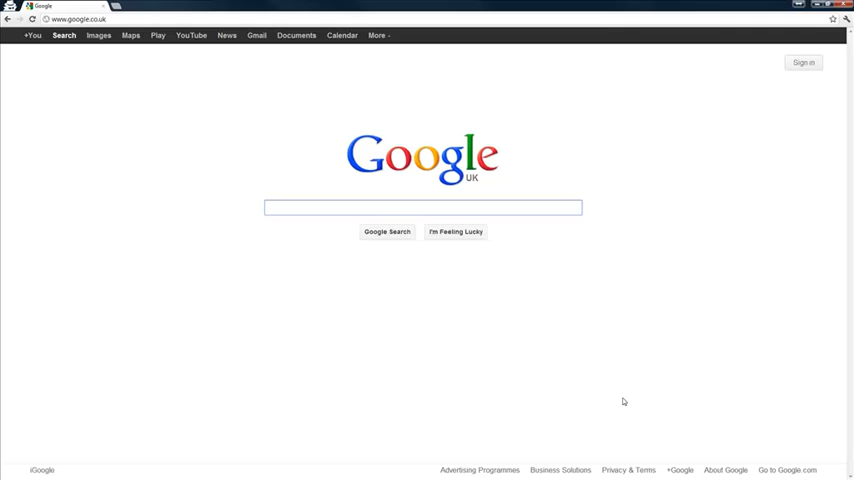 Google
www.google.co.uk
+You Search Images Maps Play YouTube News Gmail Documents Calendar More
Sign in
Google
UK
Google Search I'm Feeling Lucky
iGoogle Advertising Programmes Business Solutions Privacy & Terms +Google About Google Go to Google.com